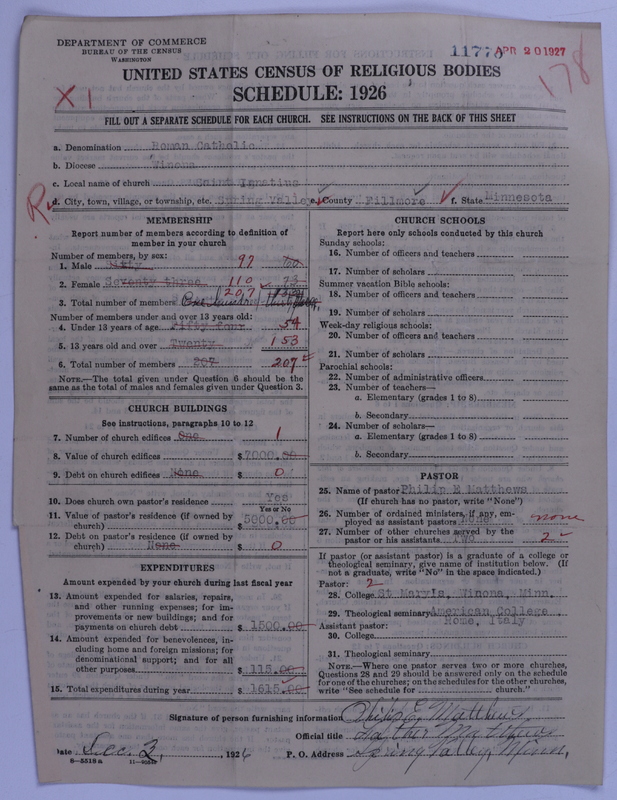 DEPARTMENT OF COMMERCE
BUREAU OF THE CENSUS
WASHINGTON
11778 APR 20 1927
178
UNITED STATES CENSUS OF RELIGIOUS BODIES
X 1
SCHEDULE: 1926
FILL OUT A SEPARATE SCHEDULE FOR EACH CHURCH. SEE INSTRUCTIONS ON THE BACK OF THIS SHEET
a. Denomination Roman Catholic
b. Diocese Winona
c. Local name of church Saint Ignatius
R
d. City, town, village, or township, etc. Spring Valley e. County Fillmore f. State Minnesota
MEMBERSHIP
Report number of members according to definition of
member in your church
Number of members, by sex:
1. Male Sixty 97 60
2. Female Seventy three 110 73
207
3. Total number of members One hundred thirty three
Number of members under and over 13 years old:
4. Under 13 years of age Fifty four 54
5. 13 years old and over Twenty 153
6. Total number of members 207 207
NOTE.—The total given under Question 6 should be the
same as the total of males and females given under Question 3.
CHURCH BUILDINGS
See instructions, paragraphs 10 to 12
7. Number of church edifices One 1
8. Value of church edifices $7000.00
9. Debt on church edifices None $ 0
10. Does church own pastor's residence Yes
Yes or No
11. Value of pastor's residence (if owned by
church) $5000.00
12. Debt on pastor's residence (if owned by
church) None $ 0
EXPENDITURES
Amount expended by your church during last fiscal year
13. Amount expended for salaries, repairs,
and other running expenses; for im-
provements or new buildings; and for
payments on church debt $ 1500.00
14. Amount expended for benevolences, in-
cluding home and foreign missions; for
denominational support; and for all
other purposes $ 115.00
15. Total expenditures during year $ 1615.00
CHURCH SCHOOLS
Report here only schools conducted by this church
Sunday schools:
16. Number of officers and teachers
17. Number of scholars
Summer vacation Bible schools:
18. Number of officers and teachers
19. Number of scholars
Week-day religious schools:
20. Number of officers and teachers
21. Number of scholars
Parochial schools:
22. Number of administrative officers
23. Number of teachers—
a. Elementary (grades 1 to 8)
b. Secondary
24. Number of scholars—
a. Elementary (grades 1 to 8)
b. Secondary
PASTOR
25. Name of pastor Philip E Matthews
(If church has no pastor, write "None")
26. Number of ordained ministers, if any, em-
ployed as assistant pastors None none
27. Number of other churches served by the
pastor or his assistants Two 2
If pastor (or assistant pastor) is a graduate of a college or
theological seminary, give name of institution below. (If
not a graduate, write "No" in the space indicated.)
Pastor: 2
28. College St Mary's, Winona, Minn.
29. Theological seminary American College
Rome, Italy
Assistant pastor:
30. College
31. Theological seminary
NOTE.—Where one pastor serves two or more churches,
Questions 28 and 29 should be answered only on the schedule
for one of the churches; on the schedules for the other churches,
write "See schedule for church."
Signature of person furnishing information Philip E. Matthews
Official title
Date Dec. 2, 1926 P. O. Address Spring Valley, Minn,
8—5518 a